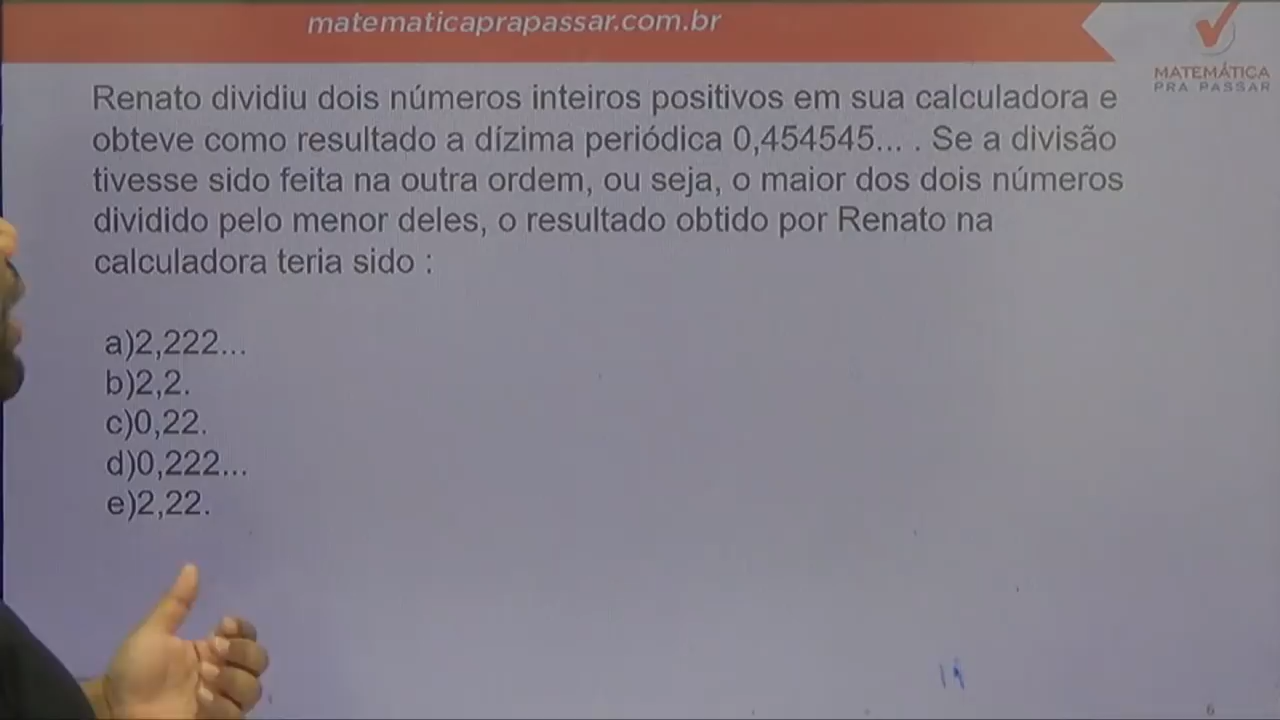 matematicaprapassar.com.br
MATEMÁTICA
PRA PASSAR
Renato dividiu dois números inteiros positivos em sua calculadora e
obteve como resultado a dízima periódica 0,454545... . Se a divisão
tivesse sido feita na outra ordem, ou seja, o maior dos dois números
dividido pelo menor deles, o resultado obtido por Renato na
calculadora teria sido :
a)2,222...
b)2,2.
c)0,22.
d)0,222...
e)2,22.
6